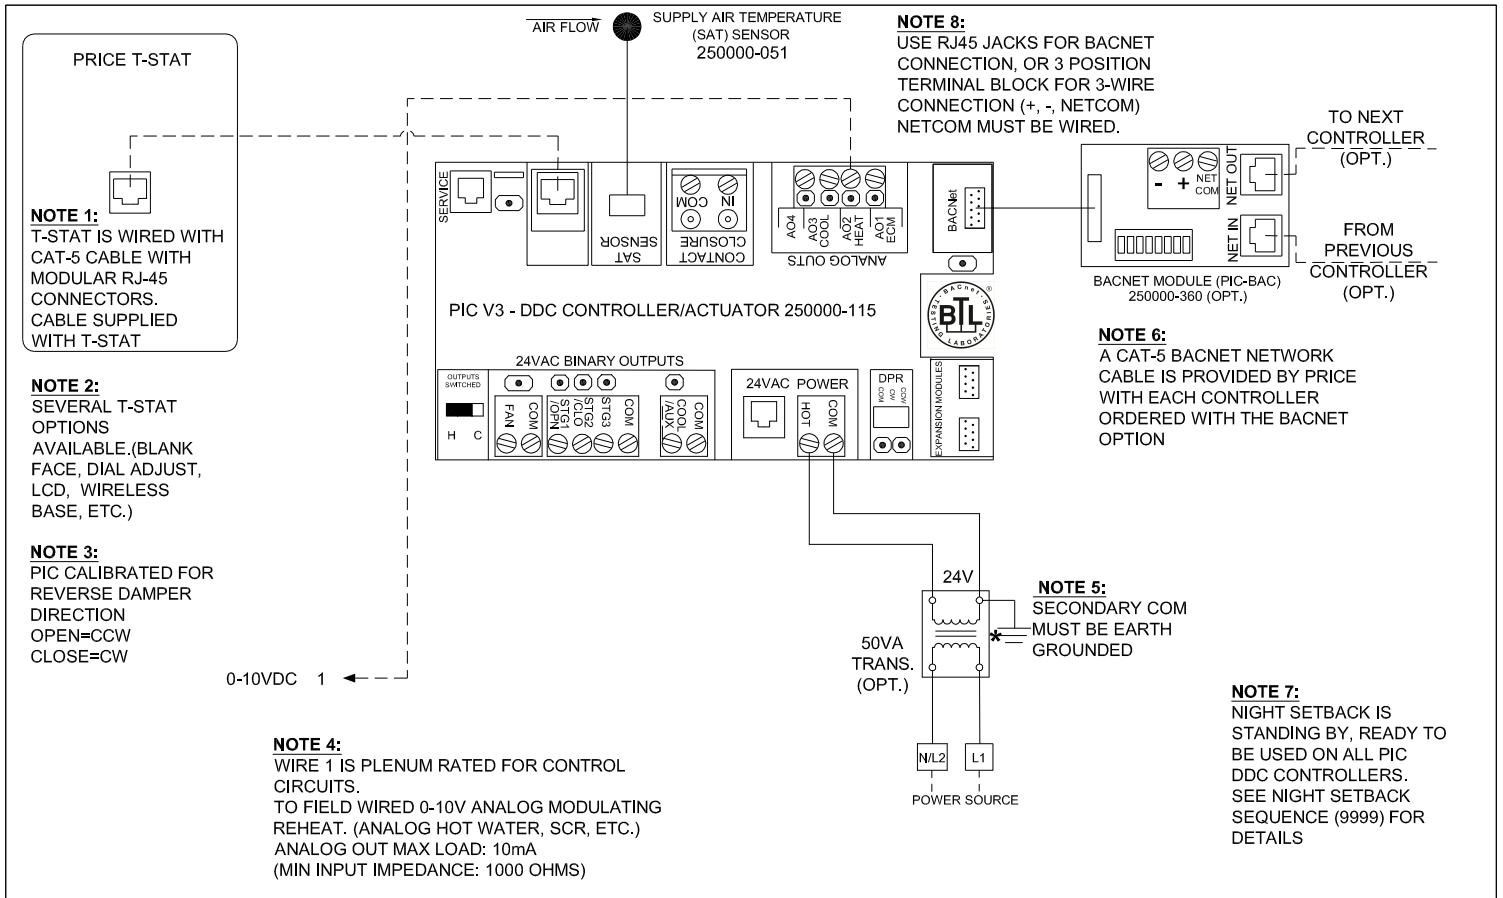 AIR FLOW
SUPPLY AIR TEMPERATURE
(SAT) SENSOR
250000-051
PRICE T-STAT
NOTE 1:
T-STAT IS WIRED WITH
CAT-5 CABLE WITH
MODULAR RJ-45
CONNECTORS.
CABLE SUPPLIED
WITH T-STAT
NOTE 2:
SEVERAL T-STAT
OPTIONS
AVAILABLE.(BLANK
FACE, DIAL ADJUST,
LCD, WIRELESS
BASE, ETC.)
NOTE 3:
PIC CALIBRATED FOR
REVERSE DAMPER
DIRECTION
OPEN=CCW
CLOSE=CW
0-10VDC 1
NOTE 4:
WIRE 1 IS PLENUM RATED FOR CONTROL
CIRCUITS.
TO FIELD WIRED 0-10V ANALOG MODULATING
REHEAT. (ANALOG HOT WATER, SCR, ETC.)
ANALOG OUT MAX LOAD: 10mA
(MIN INPUT IMPEDANCE: 1000 OHMS)
NOTE 8:
USE RJ45 JACKS FOR BACNET
CONNECTION, OR 3 POSITION
TERMINAL BLOCK FOR 3-WIRE
CONNECTION (+, -, NETCOM)
NETCOM MUST BE WIRED.
SERVICE
SAT
SENSOR
COM
IN
CONTACT
CLOSURE
AO4
AO3
COOL
AO2
HEAT
AO1
ECM
ANALOG OUTS
BACNet
PIC V3 - DDC CONTROLLER/ACTUATOR 250000-115
BACnet
TESTING LABORATORIES
BTL
®
24VAC BINARY OUTPUTS
OUTPUTS
SWITCHED
H C
FAN
COM
STG1
/OPN
STG2
/CLO
STG3
COM
COOL
/AUX
COM
24VAC POWER
HOT
COM
DPR
COM
CW
CCW
EXPANSION MODULES
- +
NET
COM
NET OUT
NET IN
BACNET MODULE (PIC-BAC)
250000-360 (OPT.)
TO NEXT
CONTROLLER
(OPT.)
FROM
PREVIOUS
CONTROLLER
(OPT.)
NOTE 6:
A CAT-5 BACNET NETWORK
CABLE IS PROVIDED BY PRICE
WITH EACH CONTROLLER
ORDERED WITH THE BACNET
OPTION
24V
50VA
TRANS.
(OPT.)
*
NOTE 5:
SECONDARY COM
MUST BE EARTH
GROUNDED
N/L2
L1
POWER SOURCE
NOTE 7:
NIGHT SETBACK IS
STANDING BY, READY TO
BE USED ON ALL PIC
DDC CONTROLLERS.
SEE NIGHT SETBACK
SEQUENCE (9999) FOR
DETAILS